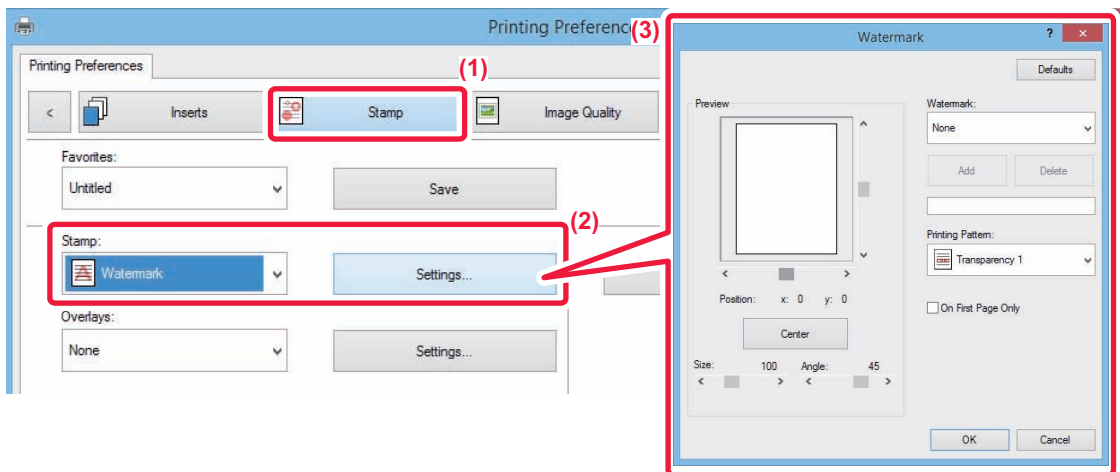 Printing Preferenc
(3)
Printing Preferences
(1)
<
Inserts
Stamp
Image Quality
Favorites:
Untitled
Save
(2)
Stamp:
Watermark
Settings...
Overlays:
None
Settings...
Watermark
?
×
Defaults
Preview
Watermark:
None
Add
Delete
Printing Pattern:
COPY
Transparency 1
On First Page Only
Position: x: 0 y: 0
Center
Size: 100 Angle: 45
< > < >
OK
Cancel